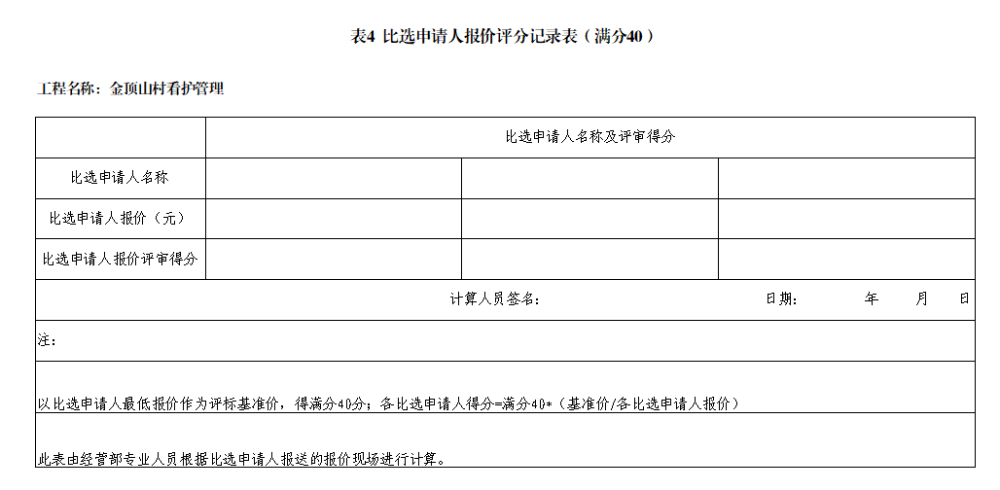 表4 比选申请人报价评分记录表（满分40）
工程名称：金顶山村看护管理
比选申请人名称及评审得分
比选申请人名称
比选申请人报价（元）
比选申请人报价评审得分
计算人员签名： 日期： 年 月 日
注：
以比选申请人最低报价作为评标基准价，得满分40分；各比选申请人得分=满分40*（基准价/各比选申请人报价）
此表由经营部专业人员根据比选申请人报送的报价现场进行计算。